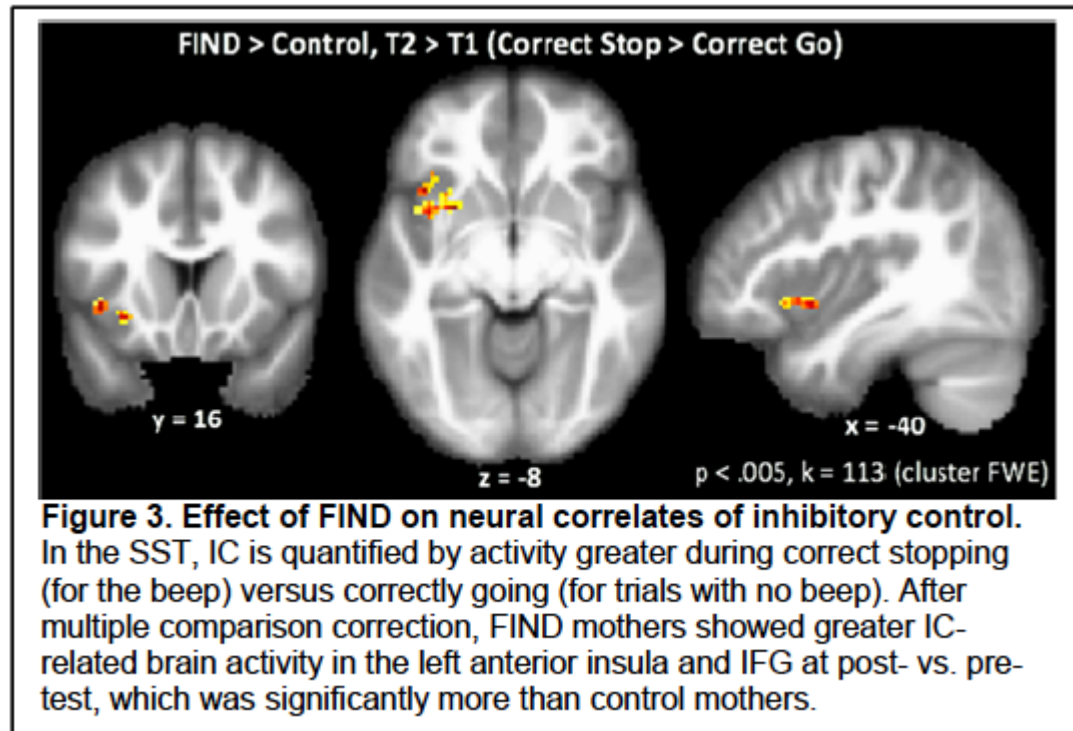 FIND > Control, T2 > T1 (Correct Stop > Correct Go)
y = 16
z = -8
x = -40
p < .005, k = 113 (cluster FWE)
Figure 3. Effect of FIND on neural correlates of inhibitory control.
In the SST, IC is quantified by activity greater during correct stopping
(for the beep) versus correctly going (for trials with no beep). After
multiple comparison correction, FIND mothers showed greater IC-
related brain activity in the left anterior insula and IFG at post- vs. pre-
test, which was significantly more than control mothers.